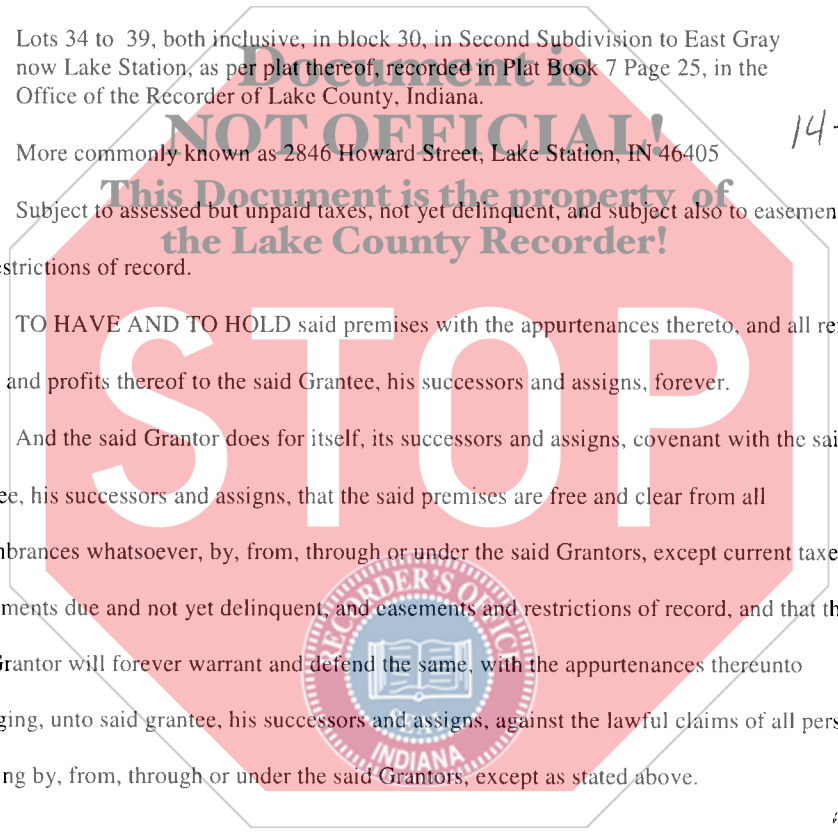 Lots 34 to 39, both inclusive, in block 30, in Second Subdivision to East Gray
now Lake Station, as per plat thereof, recorded in Plat Book 7 Page 25, in the
Office of the Recorder of Lake County, Indiana.
14-
More commonly known as 2846 Howard Street, Lake Station, IN 46405
Subject to assessed but unpaid taxes, not yet delinquent, and subject also to easemen
estrictions of record.
TO HAVE AND TO HOLD said premises with the appurtenances thereto, and all re
and profits thereof to the said Grantee, his successors and assigns, forever.
And the said Grantor does for itself, its successors and assigns, covenant with the sai
ee, his successors and assigns, that the said premises are free and clear from all
nbrances whatsoever, by, from, through or under the said Grantors, except current taxe
ments due and not yet delinquent, and easements and restrictions of record, and that th
Grantor will forever warrant and defend the same, with the appurtenances thereunto
ging, unto said grantee, his successors and assigns, against the lawful claims of all pers
ng by, from, through or under the said Grantors, except as stated above.
Document is
NOT OFFICIAL!
This Document is the property of
the Lake County Recorder!
STOP
RECORDER'S OFFICE
SEAL
INDIANA